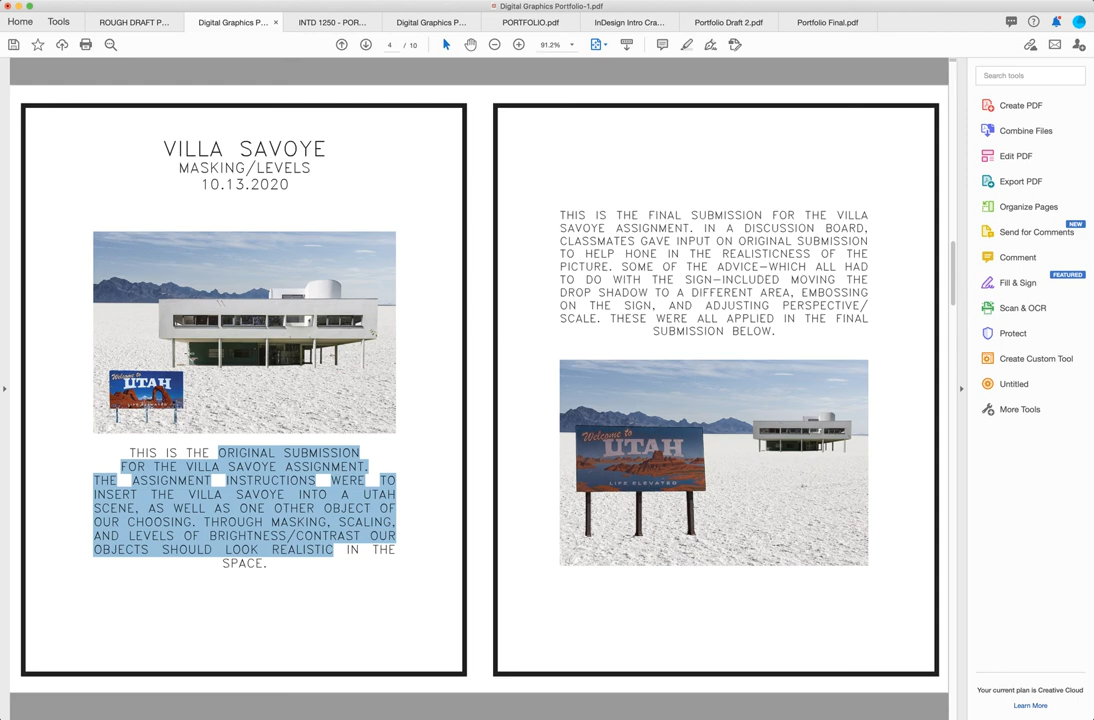 Digital Graphics Portfolio-1.pdf
Home
Tools
ROUGH DRAFT P...
Digital Graphics P...
×
INTD 1250 - POR...
Digital Graphics P...
PORTFOLIO.pdf
InDesign Intro Cra...
Portfolio Draft 2.pdf
Portfolio Final.pdf
4 / 10
91.2%
VILLA SAVOYE
MASKING/LEVELS
10.13.2020
Welcome to
UTAH
LIFE ELEVATED
THIS IS THE ORIGINAL SUBMISSION
FOR THE VILLA SAVOYE ASSIGNMENT.
THE ASSIGNMENT INSTRUCTIONS WERE TO
INSERT THE VILLA SAVOYE INTO A UTAH
SCENE, AS WELL AS ONE OTHER OBJECT OF
OUR CHOOSING. THROUGH MASKING, SCALING,
AND LEVELS OF BRIGHTNESS/CONTRAST OUR
OBJECTS SHOULD LOOK REALISTIC IN THE
SPACE.
THIS IS THE FINAL SUBMISSION FOR THE VILLA
SAVOYE ASSIGNMENT. IN A DISCUSSION BOARD,
CLASSMATES GAVE INPUT ON ORIGINAL SUBMISSION
TO HELP HONE IN THE REALISTICNESS OF THE
PICTURE. SOME OF THE ADVICE—WHICH ALL HAD
TO DO WITH THE SIGN—INCLUDED MOVING THE
DROP SHADOW TO A DIFFERENT AREA, EMBOSSING
ON THE SIGN, AND ADJUSTING PERSPECTIVE/
SCALE. THESE WERE ALL APPLIED IN THE FINAL
SUBMISSION BELOW.
Welcome to
UTAH
LIFE ELEVATED
Search tools
Create PDF
Combine Files
Edit PDF
Export PDF
Organize Pages
NEW
Send for Comments
Comment
FEATURED
Fill & Sign
Scan & OCR
Protect
Create Custom Tool
Untitled
More Tools
Your current plan is Creative Cloud
Learn More